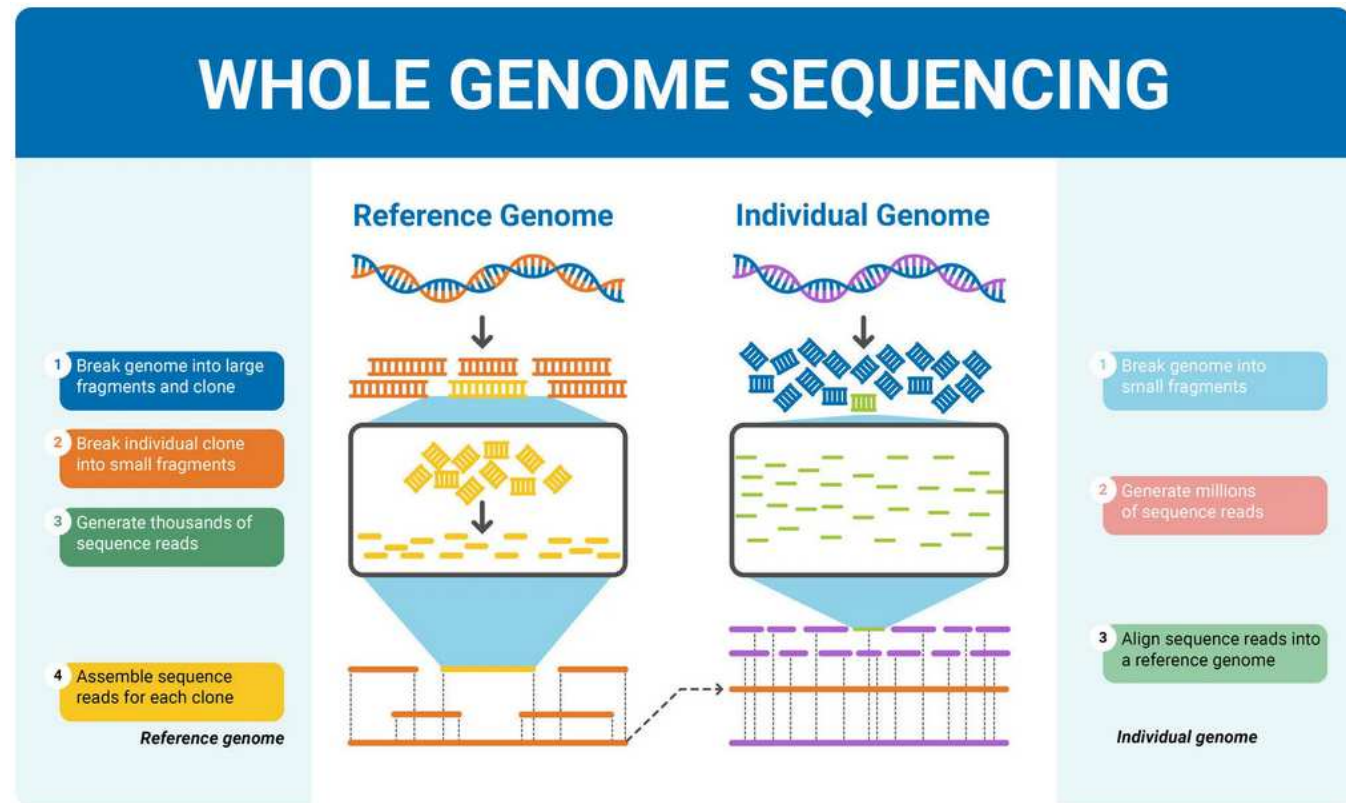 WHOLE GENOME SEQUENCING
Reference Genome
Individual Genome
1 Break genome into large
fragments and clone
2 Break individual clone
into small fragments
3 Generate thousands of
sequence reads
4 Assemble sequence
reads for each clone
Reference genome
1 Break genome into
small fragments
2 Generate millions
of sequence reads
3 Align sequence reads into
a reference genome
Individual genome